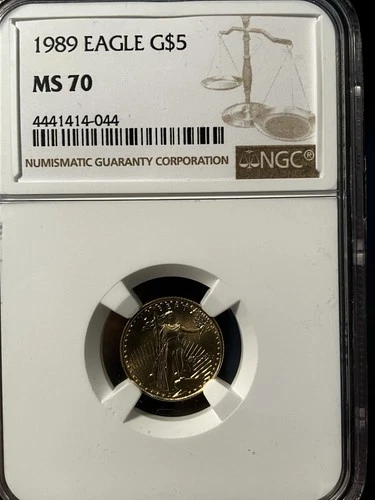 1989 EAGLE G$5
MS 70
4441414-044
NUMISMATIC GUARANTY CORPORATION
NGC®